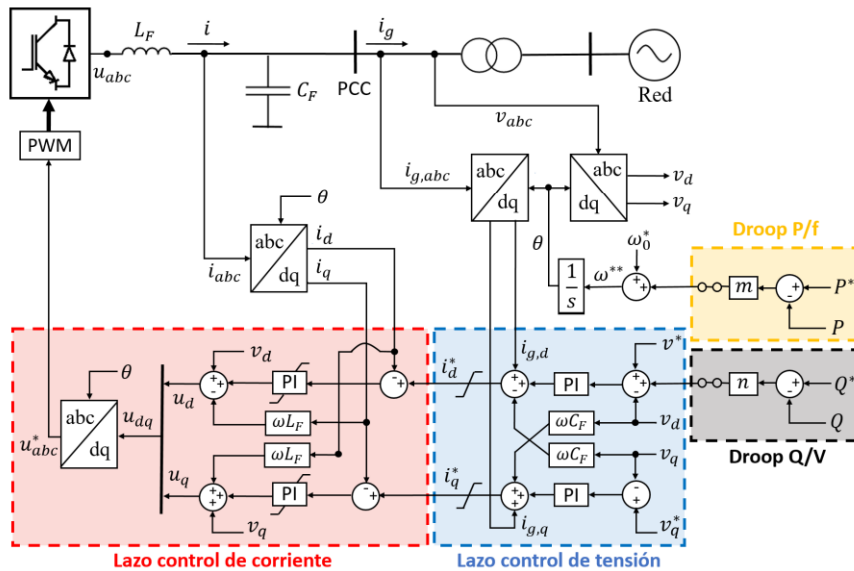 L_F
i
i_g
u_abc
C_F
PCC
Red
v_abc
PWM
i_g,abc
abc
dq
abc
dq
v_d
v_q
θ
abc
dq
i_d
i_q
i_abc
θ
ω_0^*
Droop P/f
1/s
ω^**
+
+
m
+
-
P*
P
v_d
i_d^*
i_g,d
v^*
θ
u_d
+
+
-
PI
-
+
+
+
-
PI
+
+
-
n
+
-
Q*
Q
abc
dq
u_abc^*
u_dq
ωL_F
ωC_F
v_d
Droop Q/V
ωL_F
ωC_F
v_q
u_q
+
+
+
PI
-
+
i_q^*
+
+
+
PI
-
+
v_q
i_g,q
v_q^*
Lazo control de corriente
Lazo control de tensión